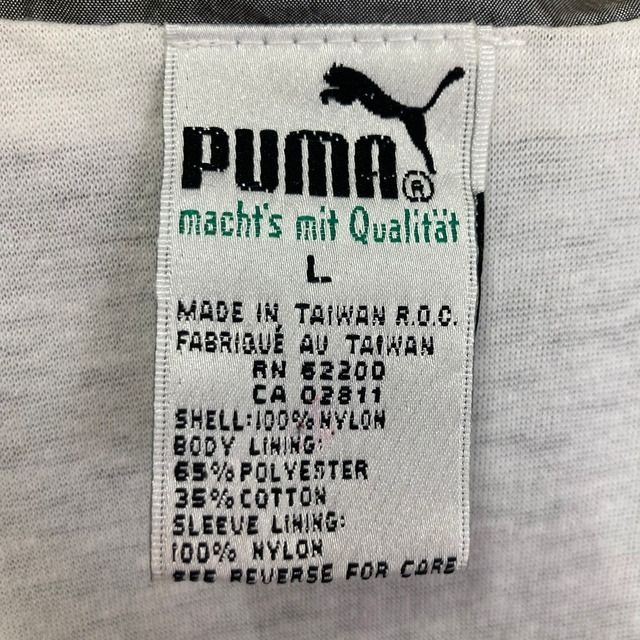 PUMA®
macht's mit Qualität
L
MADE IN TAIWAN R.O.C.
FABRIQUÉ AU TAIWAN
RN 62200
CA 02811
SHELL:100% NYLON
BODY LINING:
65% POLYESTER
35% COTTON
SLEEVE LINING:
100% NYLON
SEE REVERSE FOR CARE